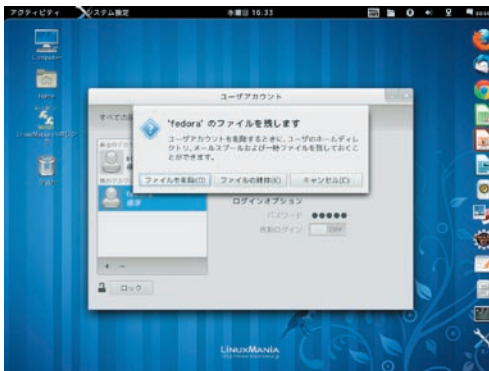 アクティビティ
システム設定
水曜日 16:33
Computer
ユーザアカウント
'fedora' のファイルを残します
ユーザアカウントを削除するときに、ユーザのホームディレ
クトリ、メールスプールおよび一時ファイルを残しておくこ
とができます。
ファイルを削除(D)
ファイルの維持(K)
キャンセル(C)
ログインオプション
パスワード
自動ログイン
OFF
+ −
ロック
LINUXMANIA